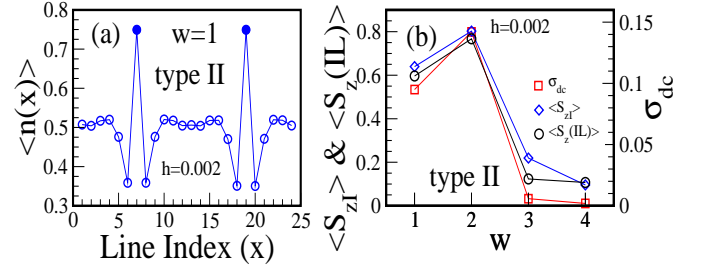 (a)
w=1
type II
h=0.002
<n(x)>
0.8
0.7
0.6
0.5
0.4
0.3
0 5 10 15 20 25
Line Index (x)
(b)
h=0.002
σdc
<SzI>
<Sz(IL)>
type II
<SzI> & <Sz(IL)>
0.8
0.6
0.4
0.2
0
1 2 3 4
w
0.15
0.1
0.05
0
σdc